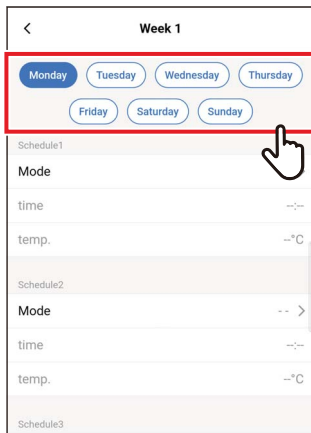 Week 1
Monday Tuesday Wednesday Thursday
Friday Saturday Sunday
Schedule1
Mode
time --:--
temp. --°C
Schedule2
Mode - -
time --:--
temp. --°C
Schedule3